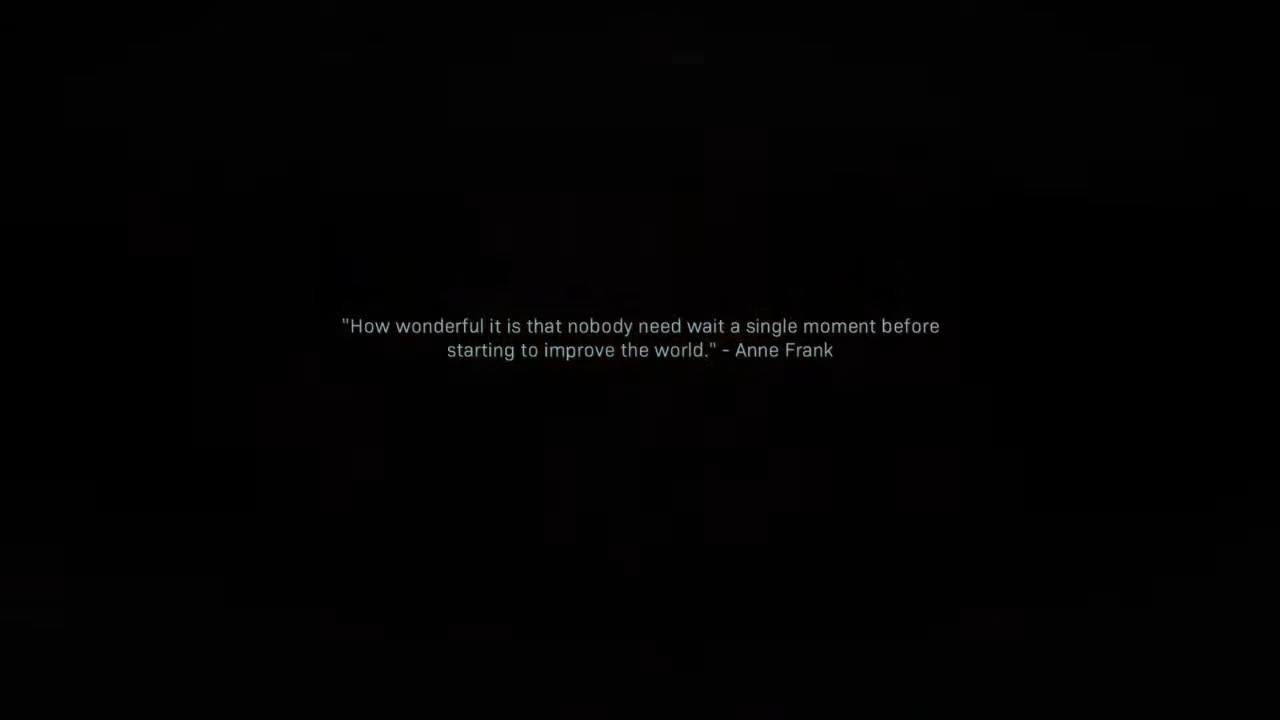 "How wonderful it is that nobody need wait a single moment before
starting to improve the world." - Anne Frank